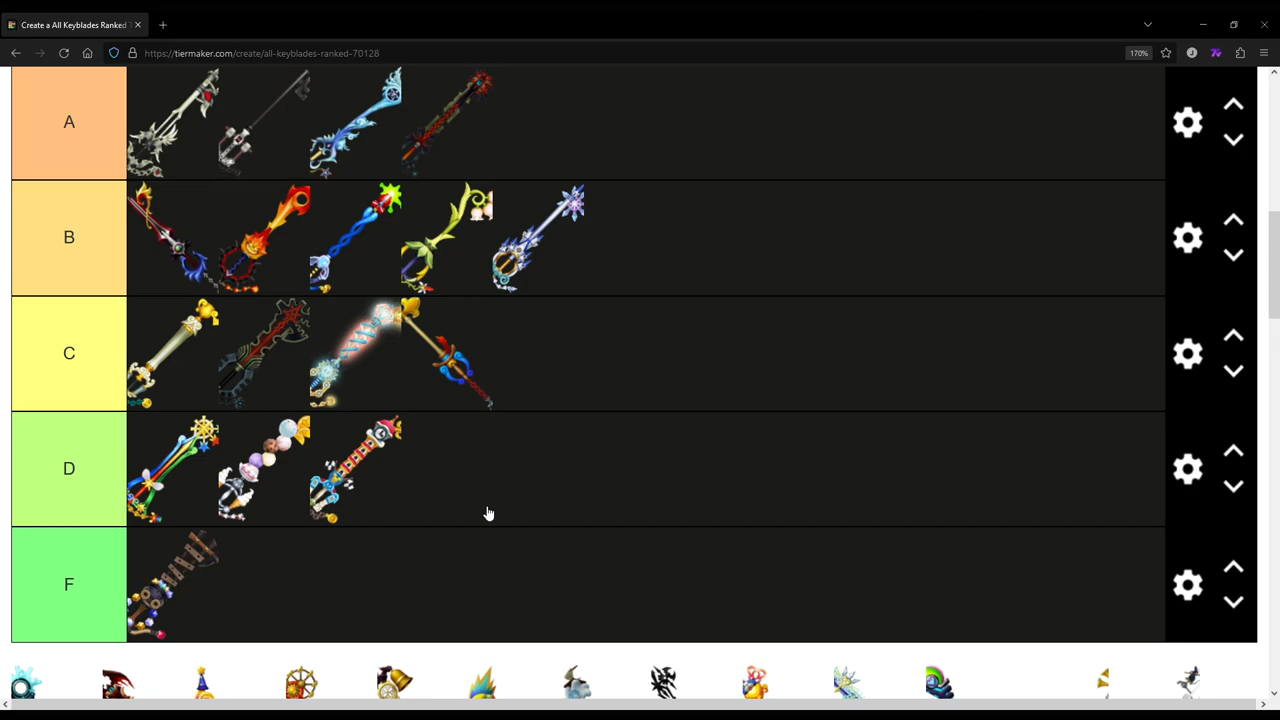 Create a All Keyblades Ranked T
https://tiermaker.com/create/all-keyblades-ranked-70128
170%
A
B
C
D
F